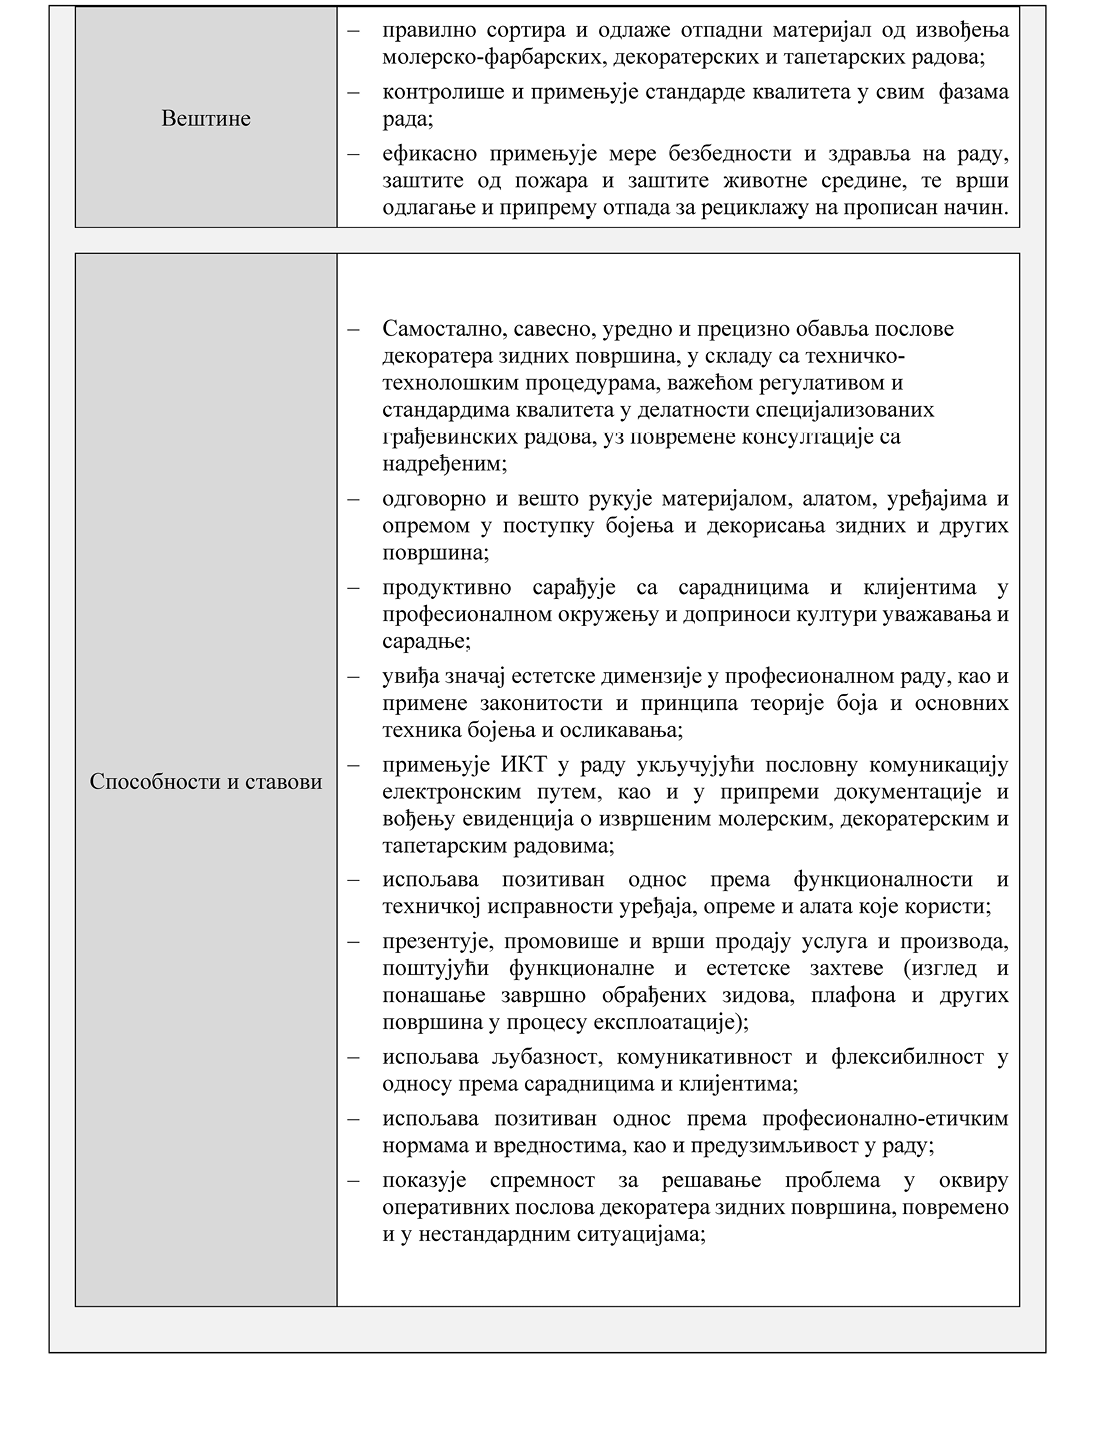 Вештине
– правилно сортира и одлаже отпадни материјал од извођења
молерско-фарбарских, декоратерских и тапетарских радова;
– контролише и примењује стандарде квалитета у свим фазама
рада;
– ефикасно примењује мере безбедности и здравља на раду,
заштите од пожара и заштите животне средине, те врши
одлагање и припрему отпада за рециклажу на прописан начин.
Способности и ставови
– Самостално, савесно, уредно и прецизно обавља послове
декоратера зидних површина, у складу са техничко-
технолошким процедурама, важећом регулативом и
стандардима квалитета у делатности специјализованих
грађевинских радова, уз повремене консултације са
надређеним;
– одговорно и вешто рукује материјалом, алатом, уређајима и
опремом у поступку бојења и декорисања зидних и других
површина;
– продуктивно сарађује са сарадницима и клијентима у
професионалном окружењу и доприноси култури уважавања и
сарадње;
– увиђа значај естетске димензије у професионалном раду, као и
примене законитости и принципа теорије боја и основних
техника бојења и осликавања;
– примењује ИКТ у раду укључујући пословну комуникацију
електронским путем, као и у припреми документације и
вођењу евиденција о извршеним молерским, декоратерским и
тапетарским радовима;
– испољава позитиван однос према функционалности и
техничкој исправности уређаја, опреме и алата које користи;
– презентује, промовише и врши продају услуга и производа,
поштујући функционалне и естетске захтеве (изглед и
понашање завршно обрађених зидова, плафона и других
површина у процесу експлоатације);
– испољава љубазност, комуникативност и флексибилност у
односу према сарадницима и клијентима;
– испољава позитиван однос према професионално-етичким
нормама и вредностима, као и предузимљивост у раду;
– показује спремност за решавање проблема у оквиру
оперативних послова декоратера зидних површина, повремено
и у нестандардним ситуацијама;